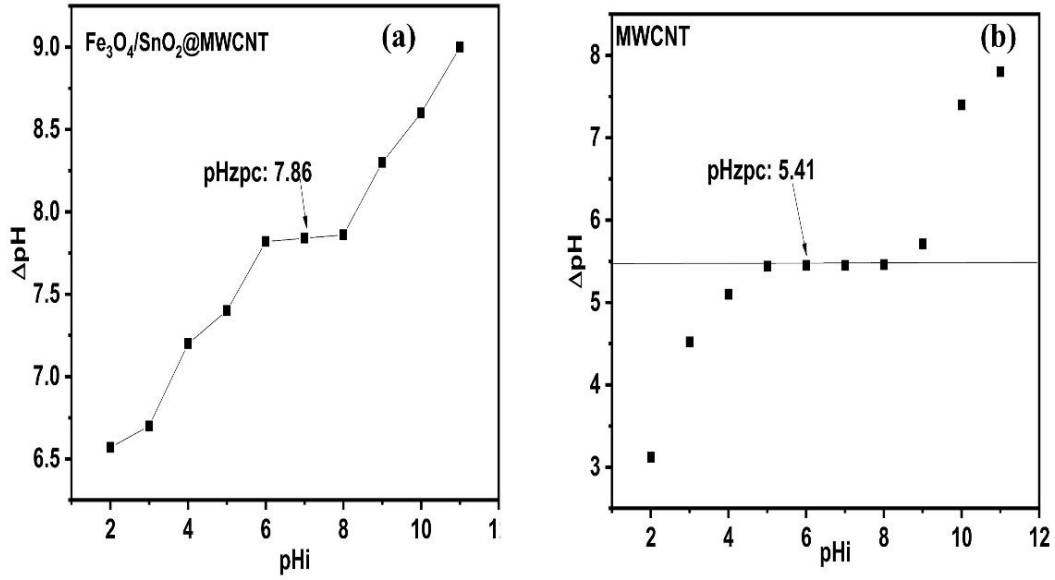 Fe₃O₄/SnO₂@MWCNT
(a)
9.0
8.5
8.0
7.5
7.0
6.5
ΔpH
pHzpc: 7.86
2 4 6 8 10 1
pHi
MWCNT
(b)
8
7
6
5
4
3
ΔpH
pHzpc: 5.41
2 4 6 8 10 12
pHi